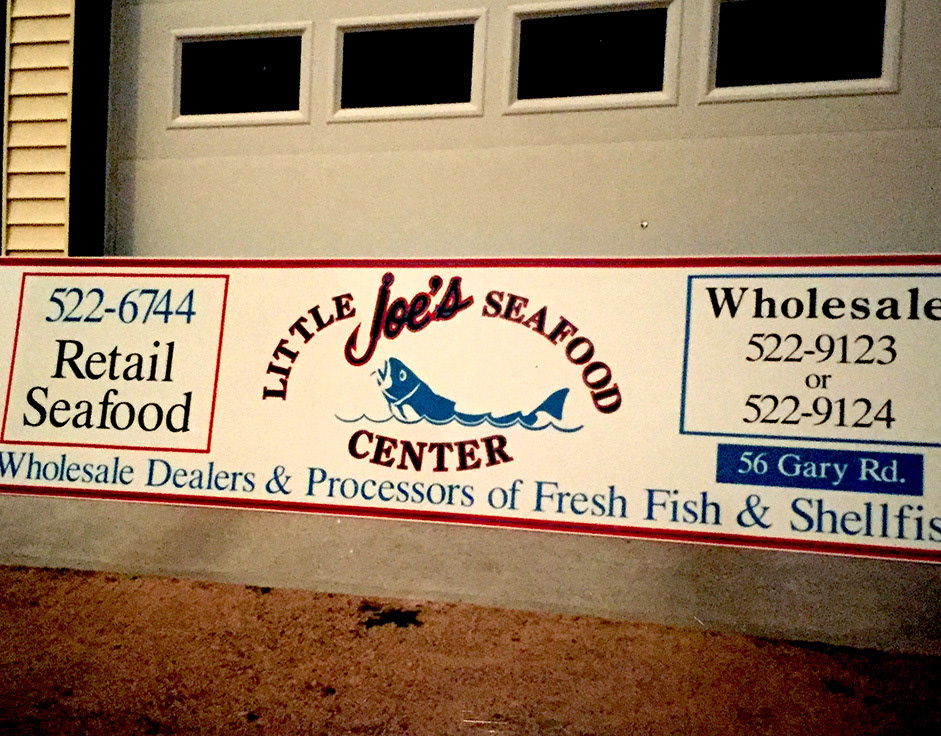 522-6744
Retail
Seafood
LITTLE Joe's SEAFOOD
CENTER
Wholesale
522-9123
or
522-9124
56 Gary Rd.
Wholesale Dealers & Processors of Fresh Fish & Shellfis